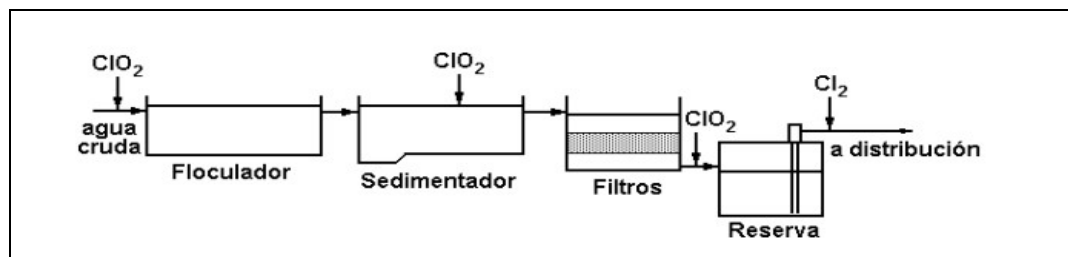 ClO₂
agua
cruda
Floculador
ClO₂
Sedimentador
Filtros
ClO₂
Reserva
Cl₂
a distribución